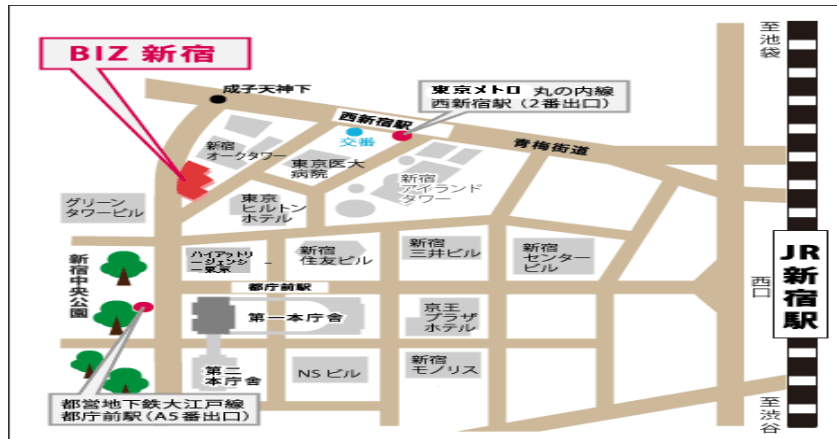 BIZ 新宿
成子天神下
東京メトロ 丸の内線
西新宿駅（2番出口）
至池袋
西新宿駅
交番
青梅街道
新宿
オークタワー
東京医大
病院
新宿
アイランド
タワー
グリーン
タワービル
東京
ヒルトン
ホテル
新宿中央公園
ハイアットリ
ージェンシ
ー東京
新宿
住友ビル
新宿
三井ビル
新宿
センター
ビル
JR新宿駅
西口
都庁前駅
第一本庁舎
京王
プラザ
ホテル
第二
本庁舎
NSビル
新宿
モノリス
都営地下鉄大江戸線
都庁前駅（A5番出口）
至渋谷